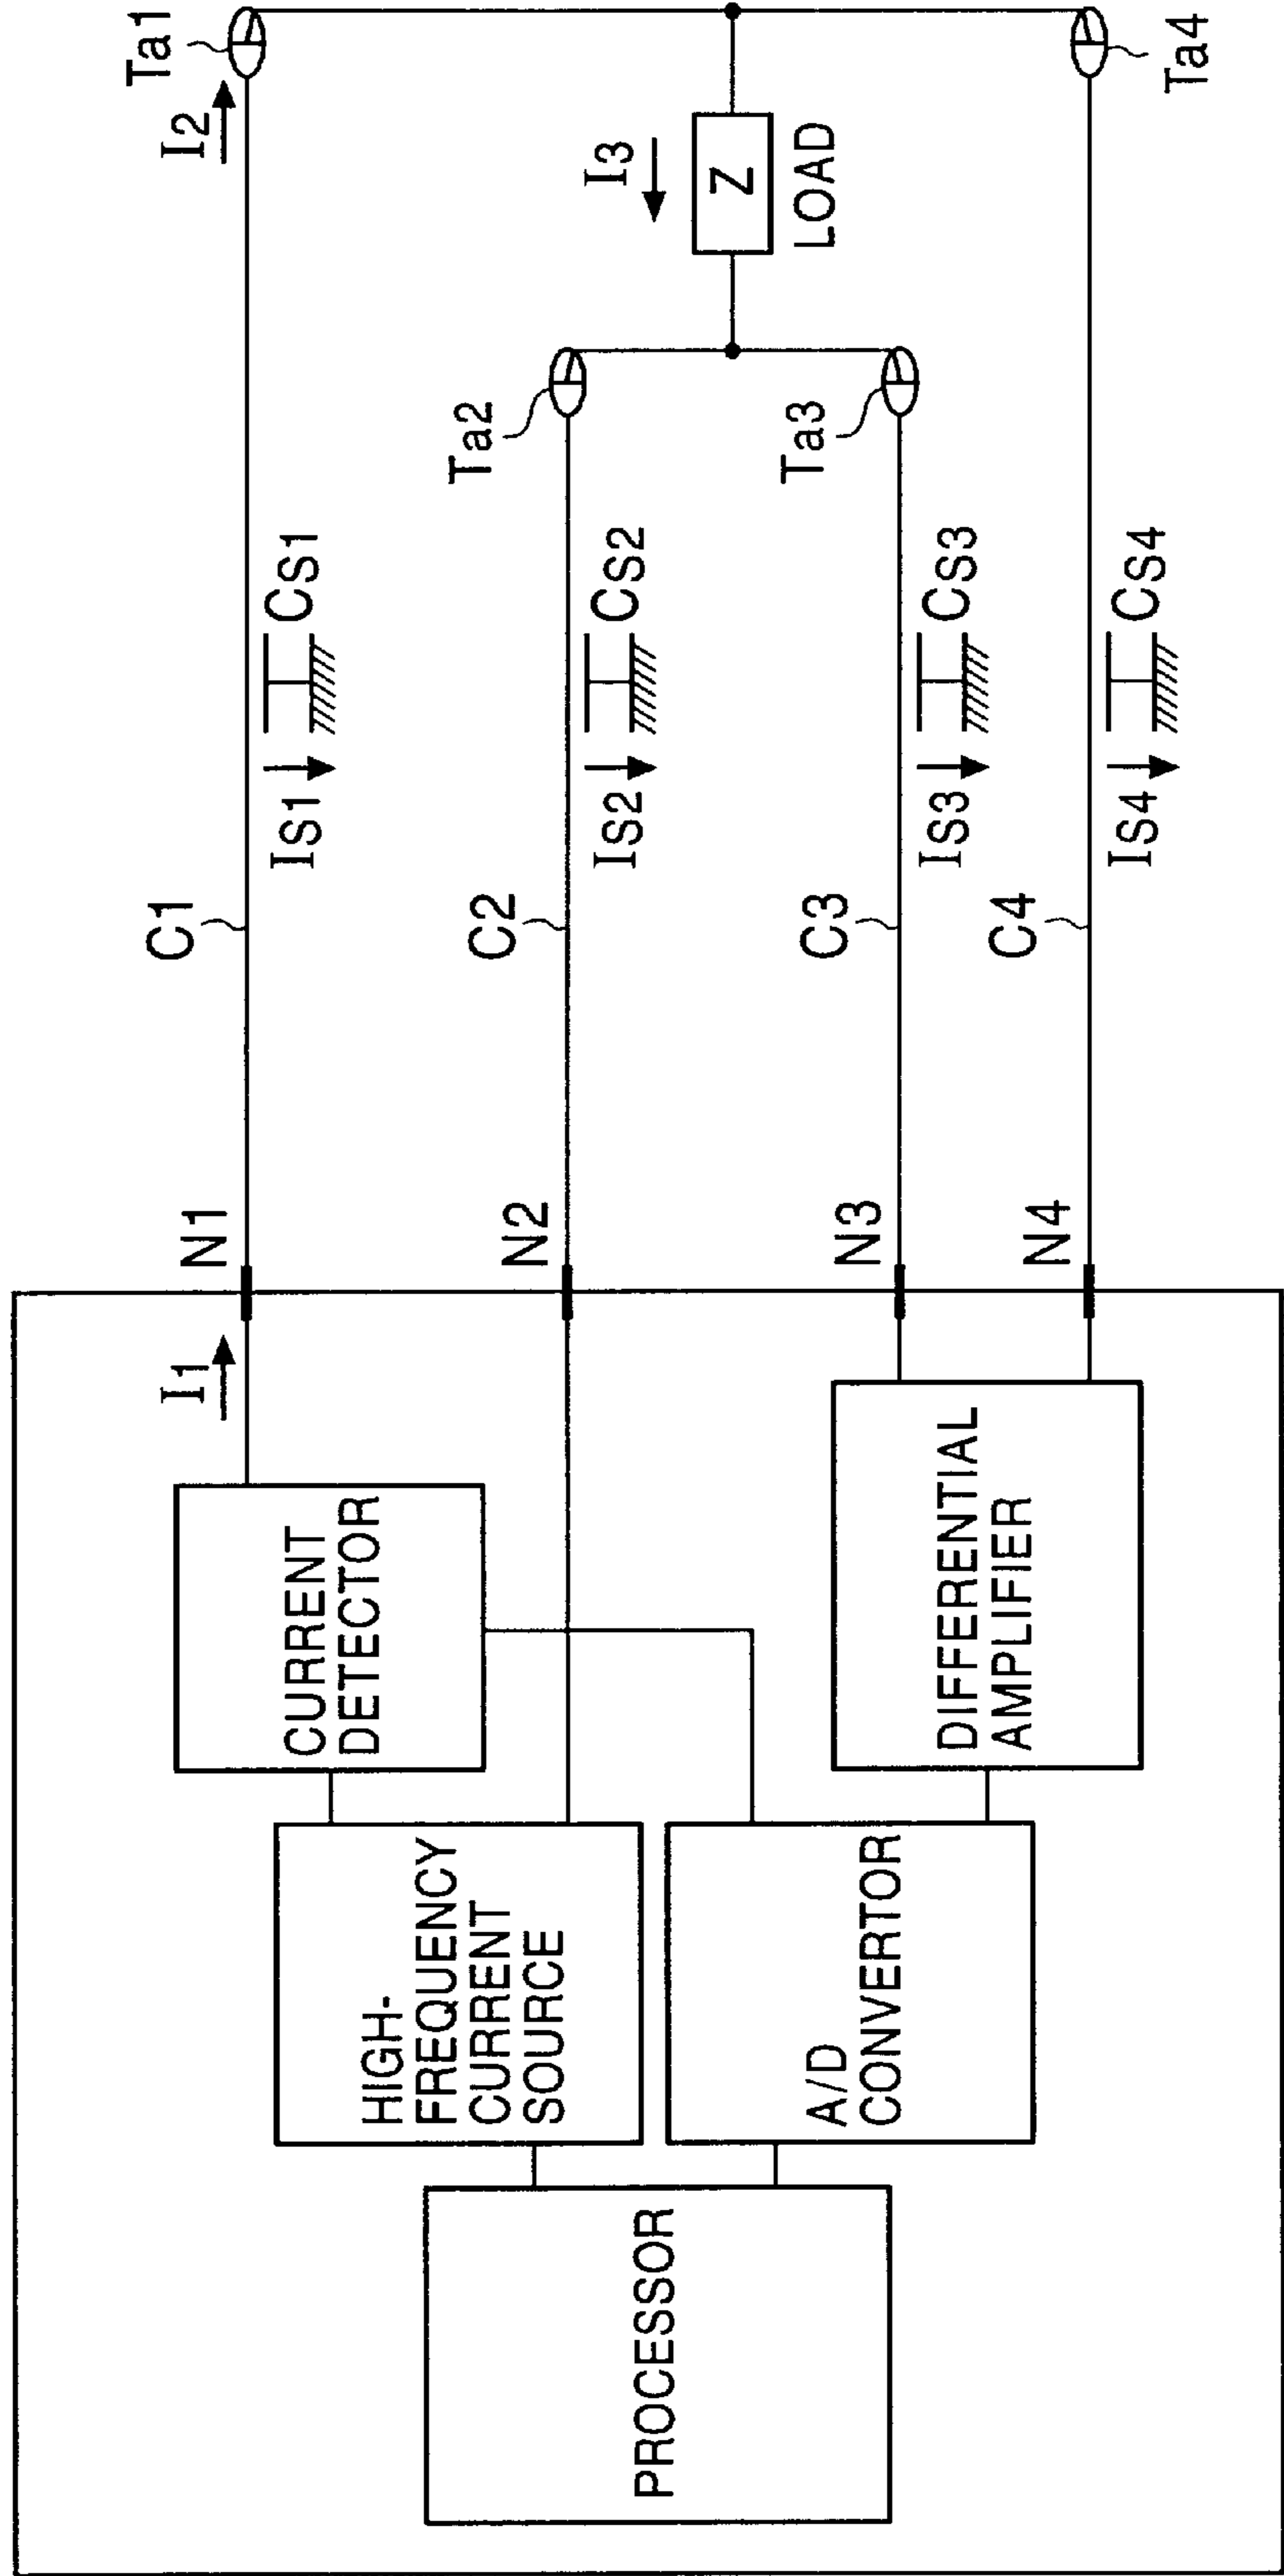 PROCESSOR
HIGH-
FREQUENCY
CURRENT
SOURCE
A/D
CONVERTOR
CURRENT
DETECTOR
DIFFERENTIAL
AMPLIFIER
I1
N1
N2
N3
N4
C1
C2
C3
C4
IS1
CS1
IS2
CS2
IS3
CS3
IS4
CS4
I2
Ta1
Ta2
Ta3
Ta4
I3
Z
LOAD